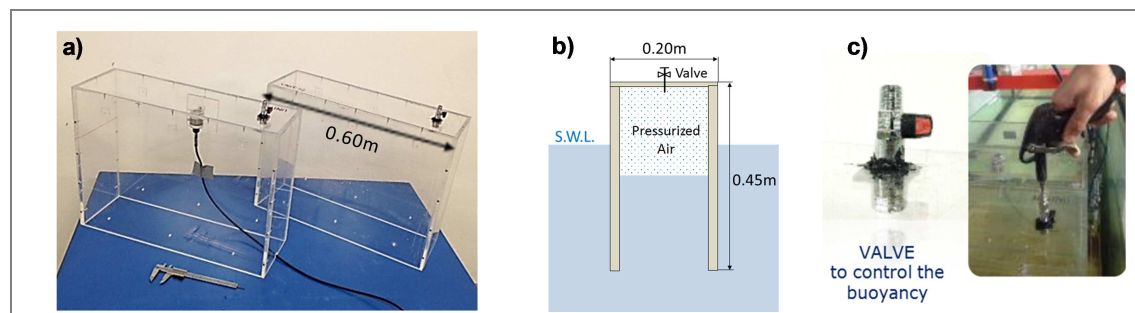 a)
0.60m
b)
0.20m
Valve
S.W.L.
Pressurized
Air
0.45m
c)
VALVE
to control the
buoyancy